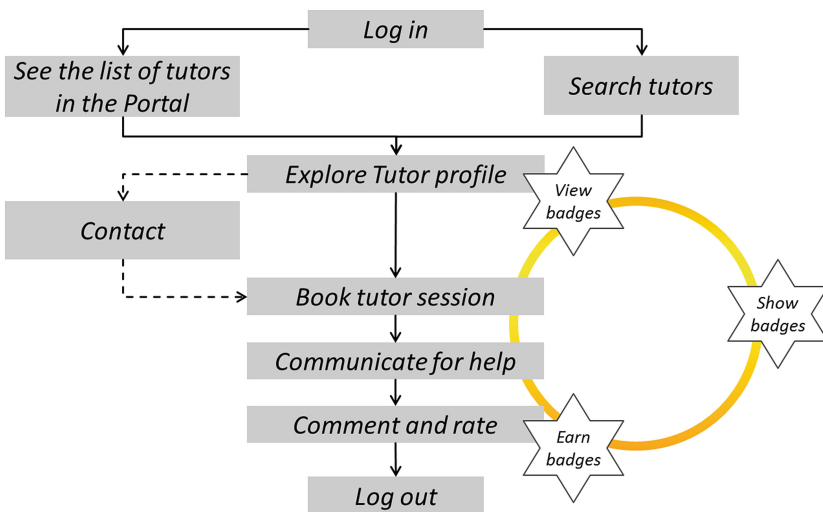 Log in
See the list of tutors
in the Portal
Search tutors
Explore Tutor profile
View
badges
Contact
Book tutor session
Show
badges
Communicate for help
Comment and rate
Earn
badges
Log out